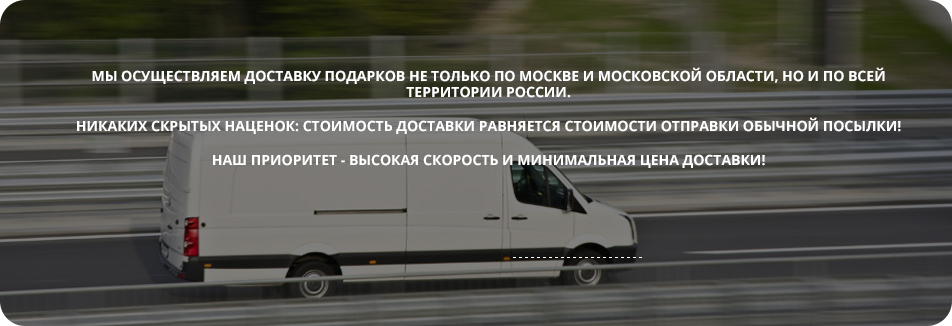 МЫ ОСУЩЕСТВЛЯЕМ ДОСТАВКУ ПОДАРКОВ НЕ ТОЛЬКО ПО МОСКВЕ И МОСКОВСКОЙ ОБЛАСТИ, НО И ПО ВСЕЙ
ТЕРРИТОРИИ РОССИИ.
НИКАКИХ СКРЫТЫХ НАЦЕНОК: СТОИМОСТЬ ДОСТАВКИ РАВНЯЕТСЯ СТОИМОСТИ ОТПРАВКИ ОБЫЧНОЙ ПОСЫЛКИ!
НАШ ПРИОРИТЕТ - ВЫСОКАЯ СКОРОСТЬ И МИНИМАЛЬНАЯ ЦЕНА ДОСТАВКИ!